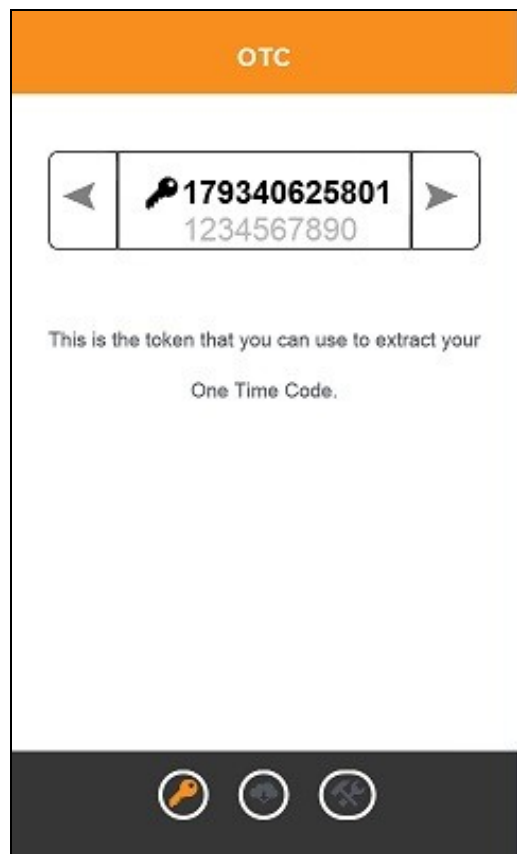 OTC
179340625801
1234567890
This is the token that you can use to extract your
One Time Code.